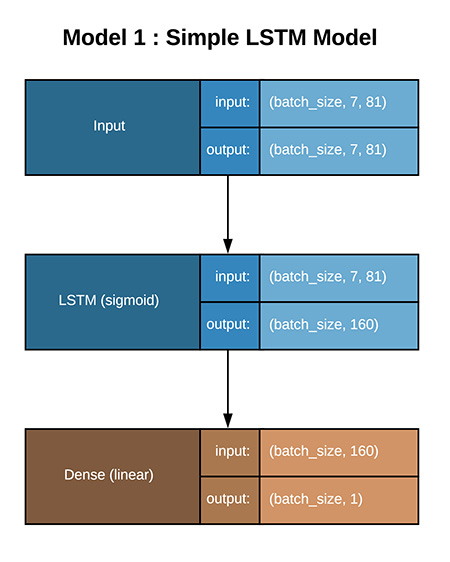 Model 1 : Simple LSTM Model
Input
input: (batch_size, 7, 81)
output: (batch_size, 7, 81)
LSTM (sigmoid)
input: (batch_size, 7, 81)
output: (batch_size, 160)
Dense (linear)
input: (batch_size, 160)
output: (batch_size, 1)